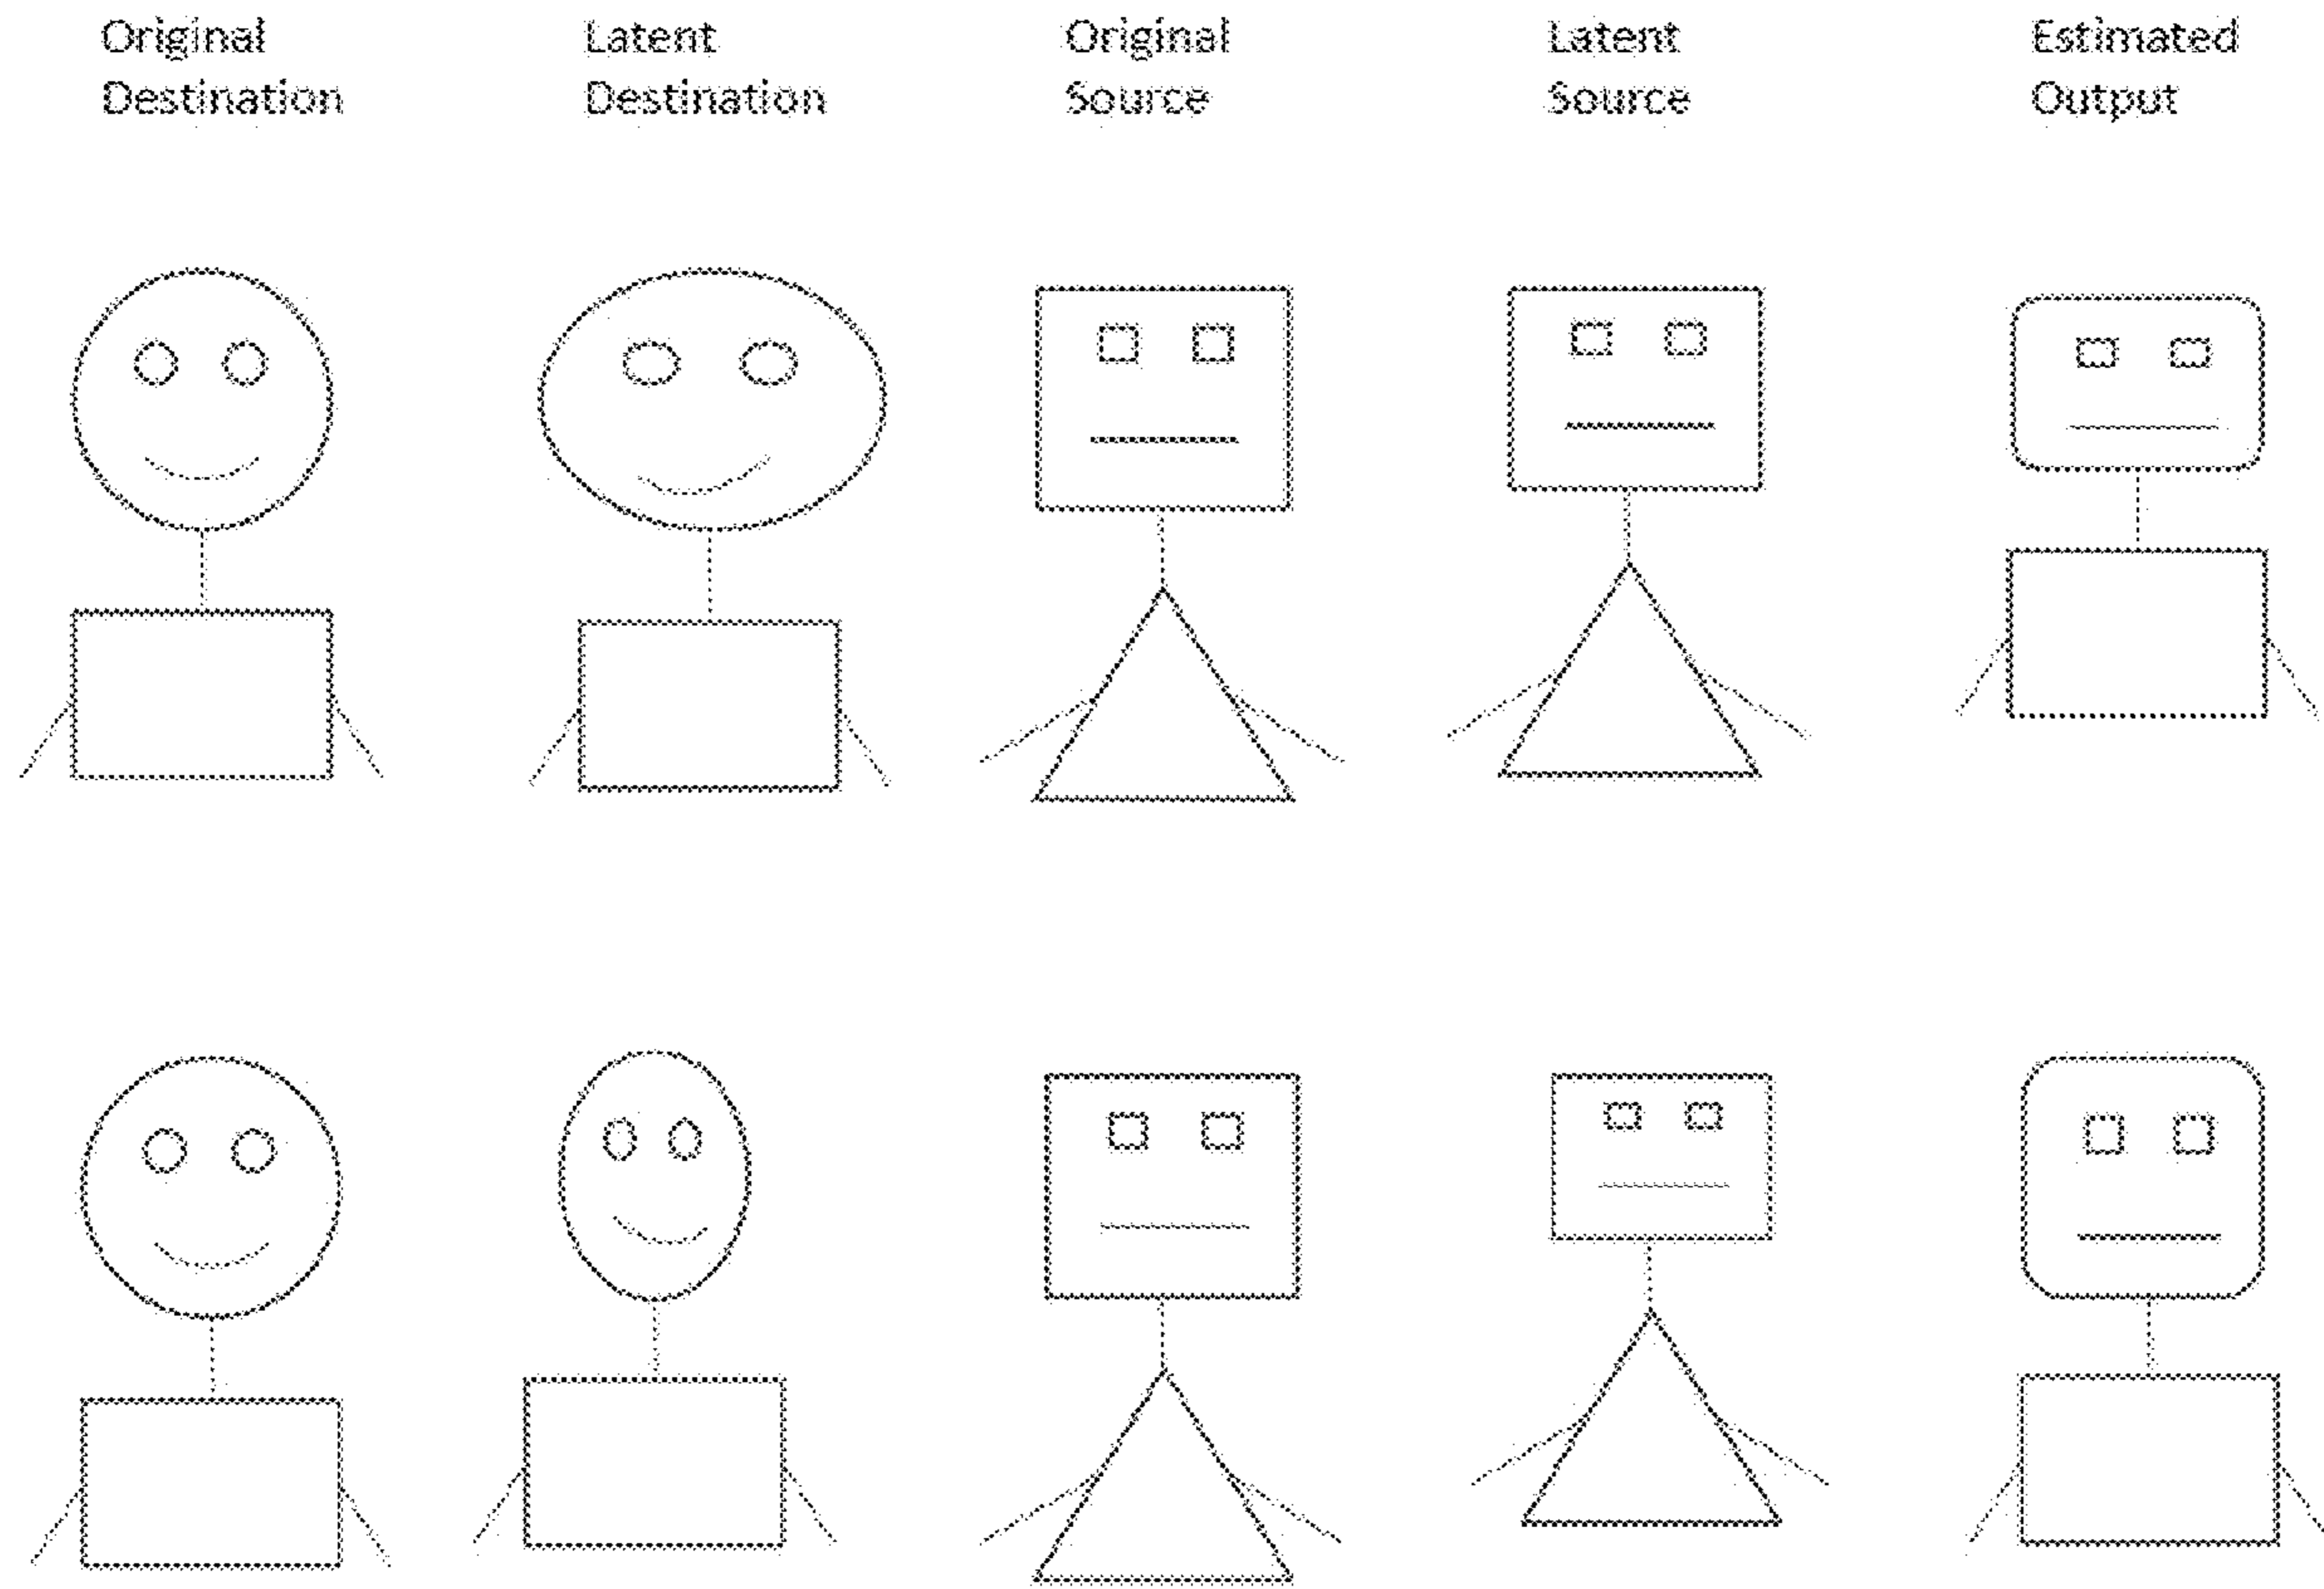 Original
Destination
Latent
Destination
Original
Source
Latent
Source
Estimated
Output